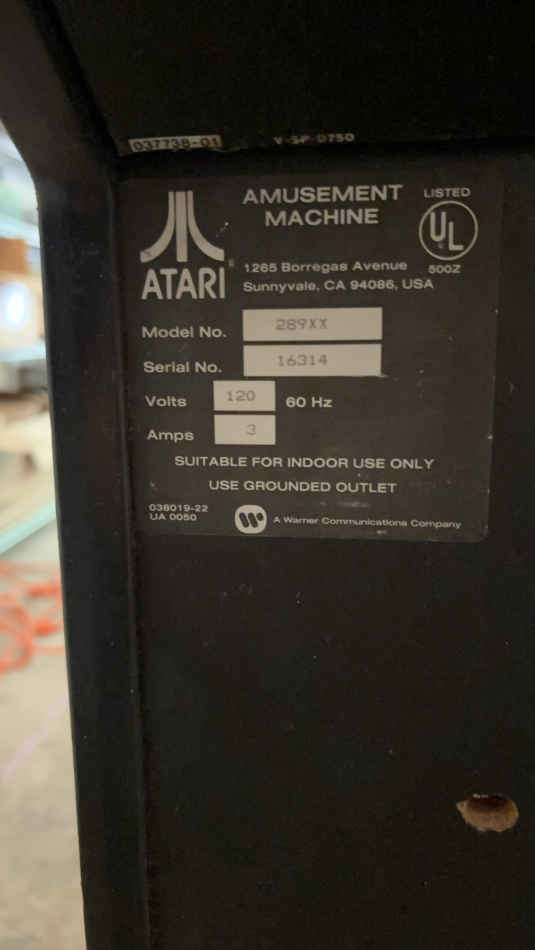 037738-01 V-SP 0750
AMUSEMENT
MACHINE
LISTED
UL
®
500Z
ATARI®
1265 Borregas Avenue
Sunnyvale, CA 94086, USA
Model No. 289XX
Serial No. 16314
Volts 120 60 Hz
Amps 3
SUITABLE FOR INDOOR USE ONLY
USE GROUNDED OUTLET
038019-22
UA 0050
A Warner Communications Company